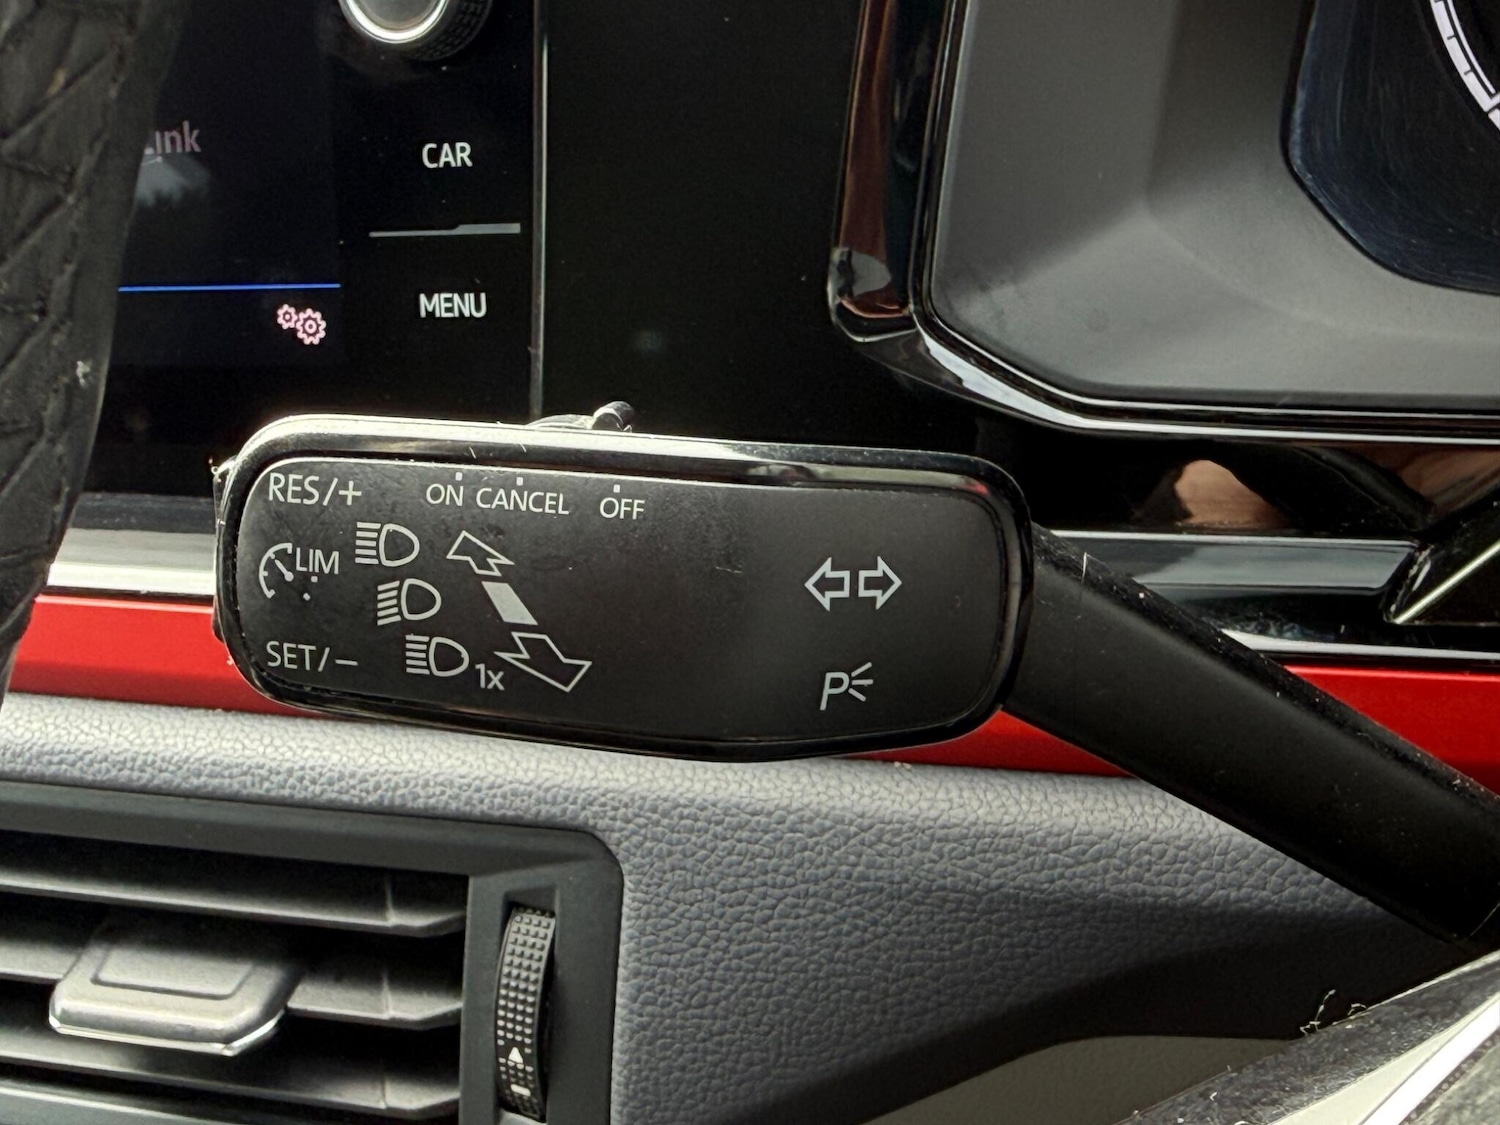 CAR
MENU
RES/+
ON CANCEL OFF
LIM
SET/−
1x
P